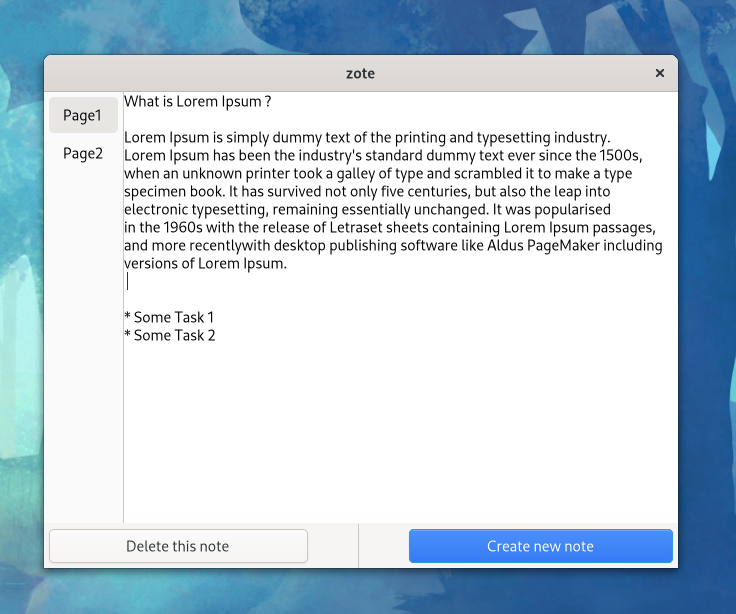 zote
Page1
Page2
What is Lorem Ipsum ?
Lorem Ipsum is simply dummy text of the printing and typesetting industry.
Lorem Ipsum has been the industry's standard dummy text ever since the 1500s,
when an unknown printer took a galley of type and scrambled it to make a type
specimen book. It has survived not only five centuries, but also the leap into
electronic typesetting, remaining essentially unchanged. It was popularised
in the 1960s with the release of Letraset sheets containing Lorem Ipsum passages,
and more recentlywith desktop publishing software like Aldus PageMaker including
versions of Lorem Ipsum.
* Some Task 1
* Some Task 2
Delete this note
Create new note